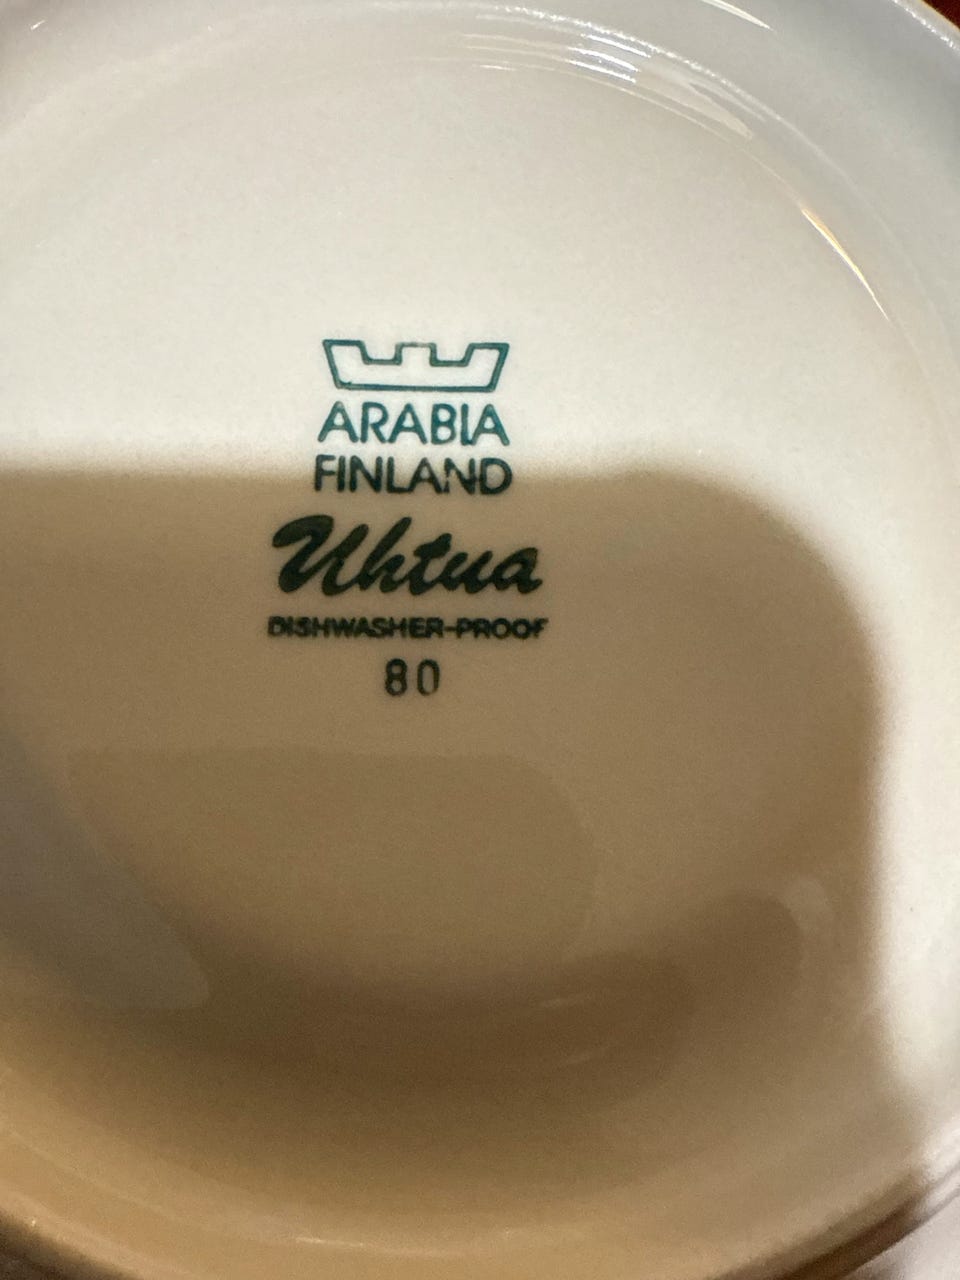 ARABIA
FINLAND
Uhtua
DISHWASHER-PROOF
80